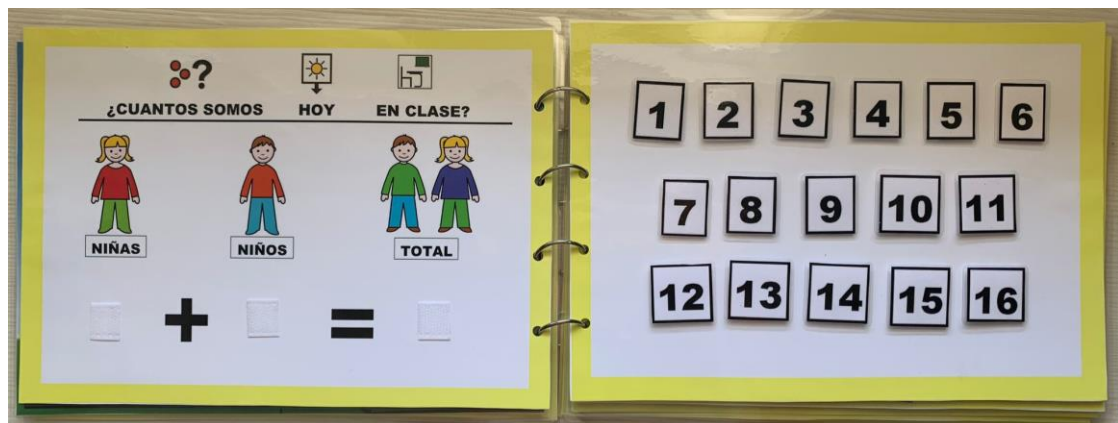 ?
¿CUANTOS SOMOS HOY EN CLASE?
NIÑAS NIÑOS TOTAL
+ =
1 2 3 4 5 6
7 8 9 10 11
12 13 14 15 16